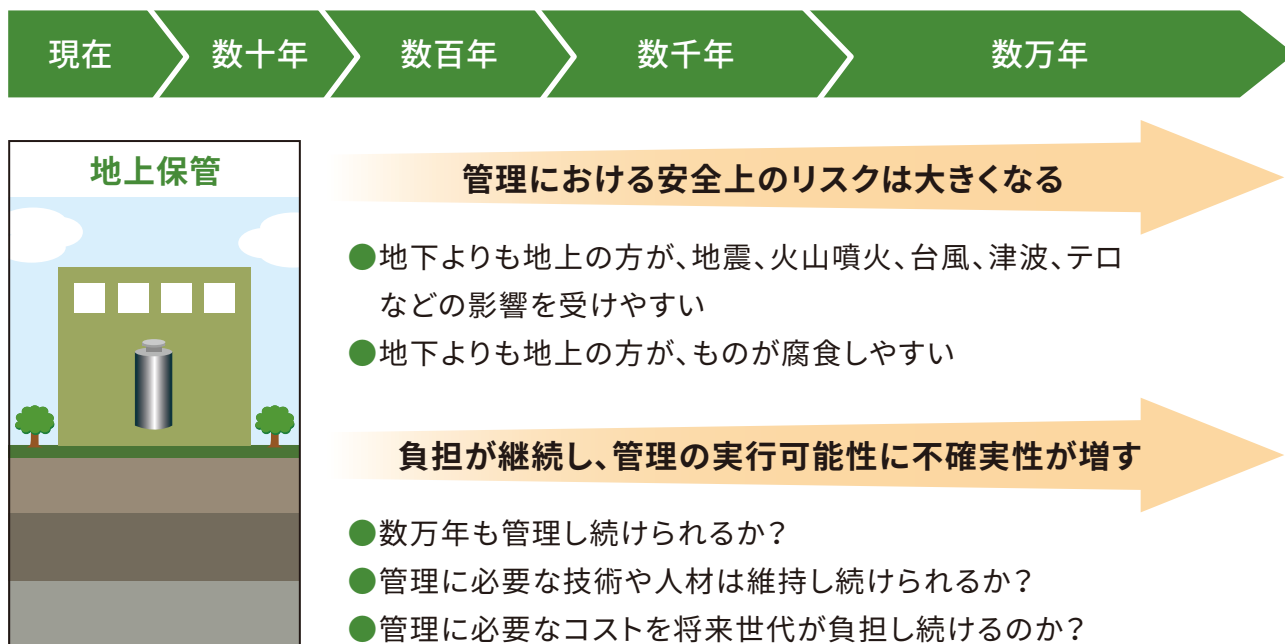 現在 数十年 数百年 数千年 数万年
地上保管
管理における安全上のリスクは大きくなる
●地下よりも地上の方が、地震、火山噴火、台風、津波、テロ
などの影響を受けやすい
●地下よりも地上の方が、ものが腐食しやすい
負担が継続し、管理の実行可能性に不確実性が増す
●数万年も管理し続けられるか？
●管理に必要な技術や人材は維持し続けられるか？
●管理に必要なコストを将来世代が負担し続けるのか？